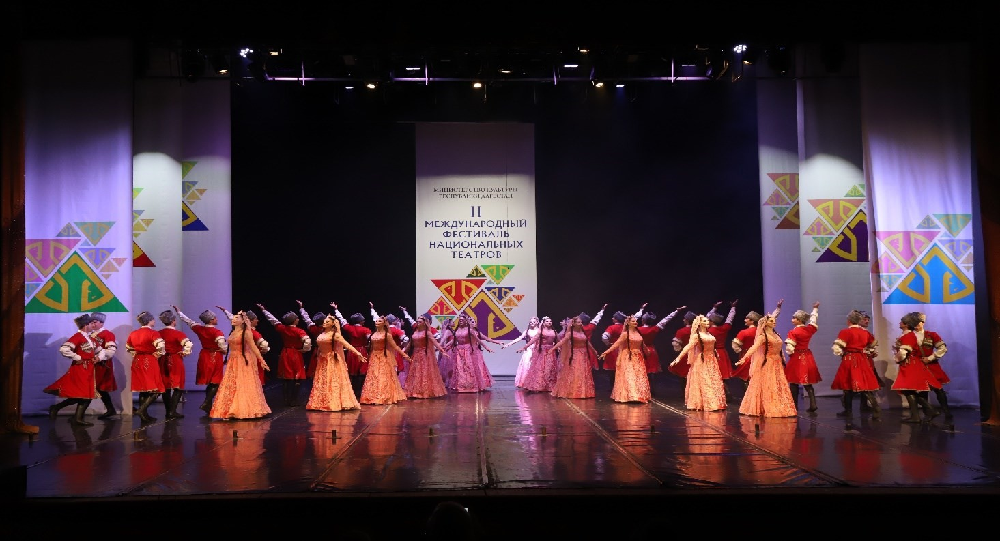 МИНИСТЕРСТВО КУЛЬТУРЫ
РЕСПУБЛИКИ ДАГЕСТАН
II
МЕЖДУНАРОДНЫЙ
ФЕСТИВАЛЬ
НАЦИОНАЛЬНЫХ
ТЕАТРОВ